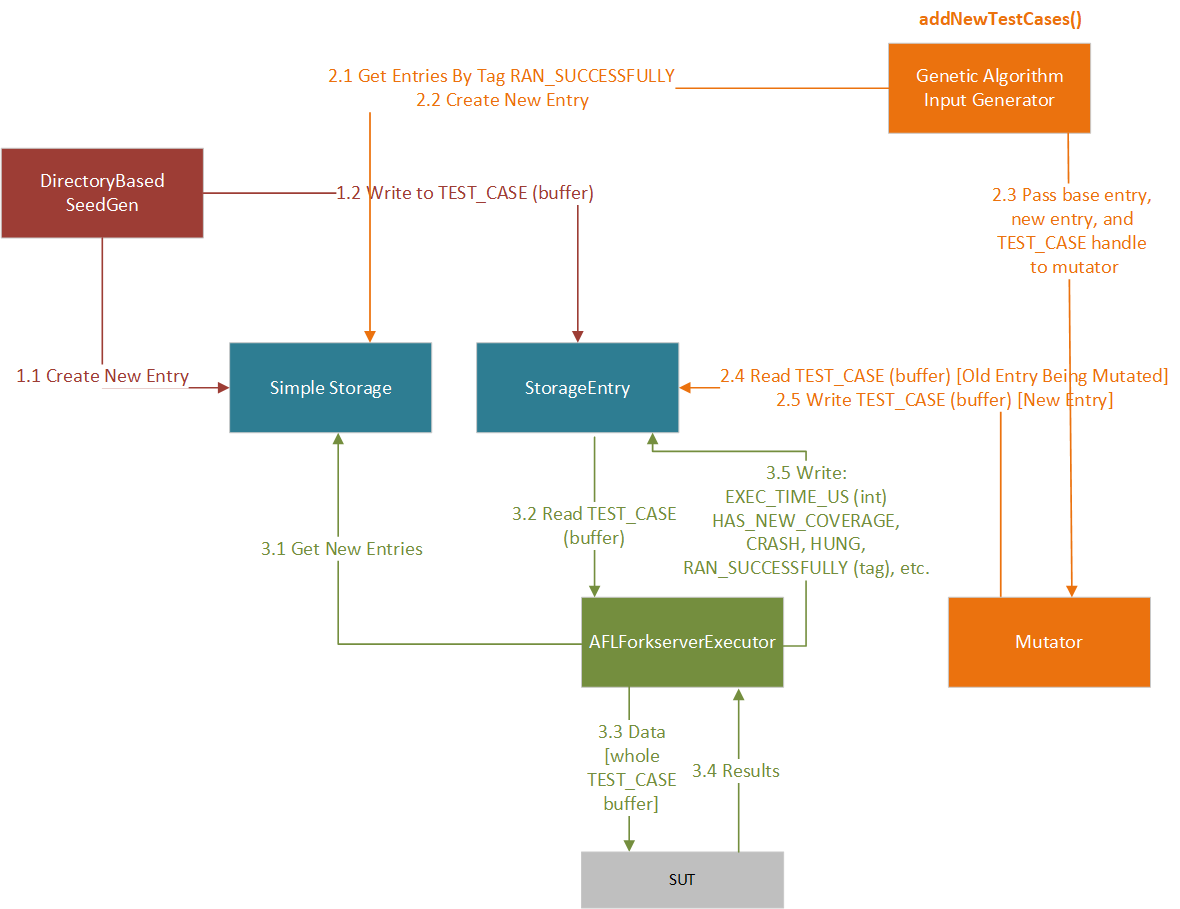 addNewTestCases()
Genetic Algorithm
Input Generator
2.1 Get Entries By Tag RAN_SUCCESSFULLY
2.2 Create New Entry
DirectoryBased
SeedGen
1.2 Write to TEST_CASE (buffer)
2.3 Pass base entry,
new entry, and
TEST_CASE handle
to mutator
1.1 Create New Entry
Simple Storage
StorageEntry
2.4 Read TEST_CASE (buffer) [Old Entry Being Mutated]
2.5 Write TEST_CASE (buffer) [New Entry]
3.1 Get New Entries
3.2 Read TEST_CASE
(buffer)
3.5 Write:
EXEC_TIME_US (int)
HAS_NEW_COVERAGE,
CRASH, HUNG,
RAN_SUCCESSFULLY (tag), etc.
AFLForkserverExecutor
Mutator
3.3 Data
[whole
TEST_CASE
buffer]
3.4 Results
SUT